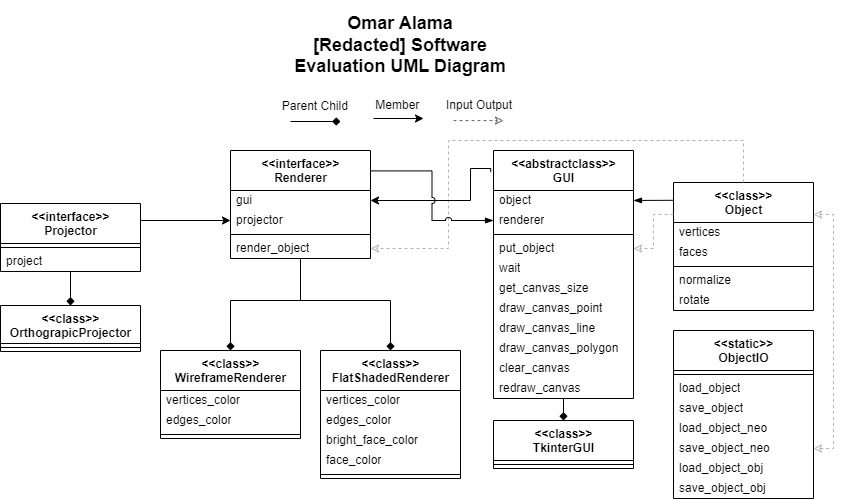 Omar Alama
[Redacted] Software
Evaluation UML Diagram
Parent Child
Member
Input Output
<<interface>>
Renderer
gui
projector
render_object
<<abstractclass>>
GUI
object
renderer
put_object
wait
get_canvas_size
draw_canvas_point
draw_canvas_line
draw_canvas_polygon
clear_canvas
redraw_canvas
<<class>>
Object
vertices
faces
normalize
rotate
<<interface>>
Projector
project
<<class>>
OrthograpicProjector
<<class>>
WireframeRenderer
vertices_color
edges_color
<<class>>
FlatShadedRenderer
vertices_color
edges_color
bright_face_color
face_color
<<class>>
TkinterGUI
<<static>>
ObjectIO
load_object
save_object
load_object_neo
save_object_neo
load_object_obj
save_object_obj